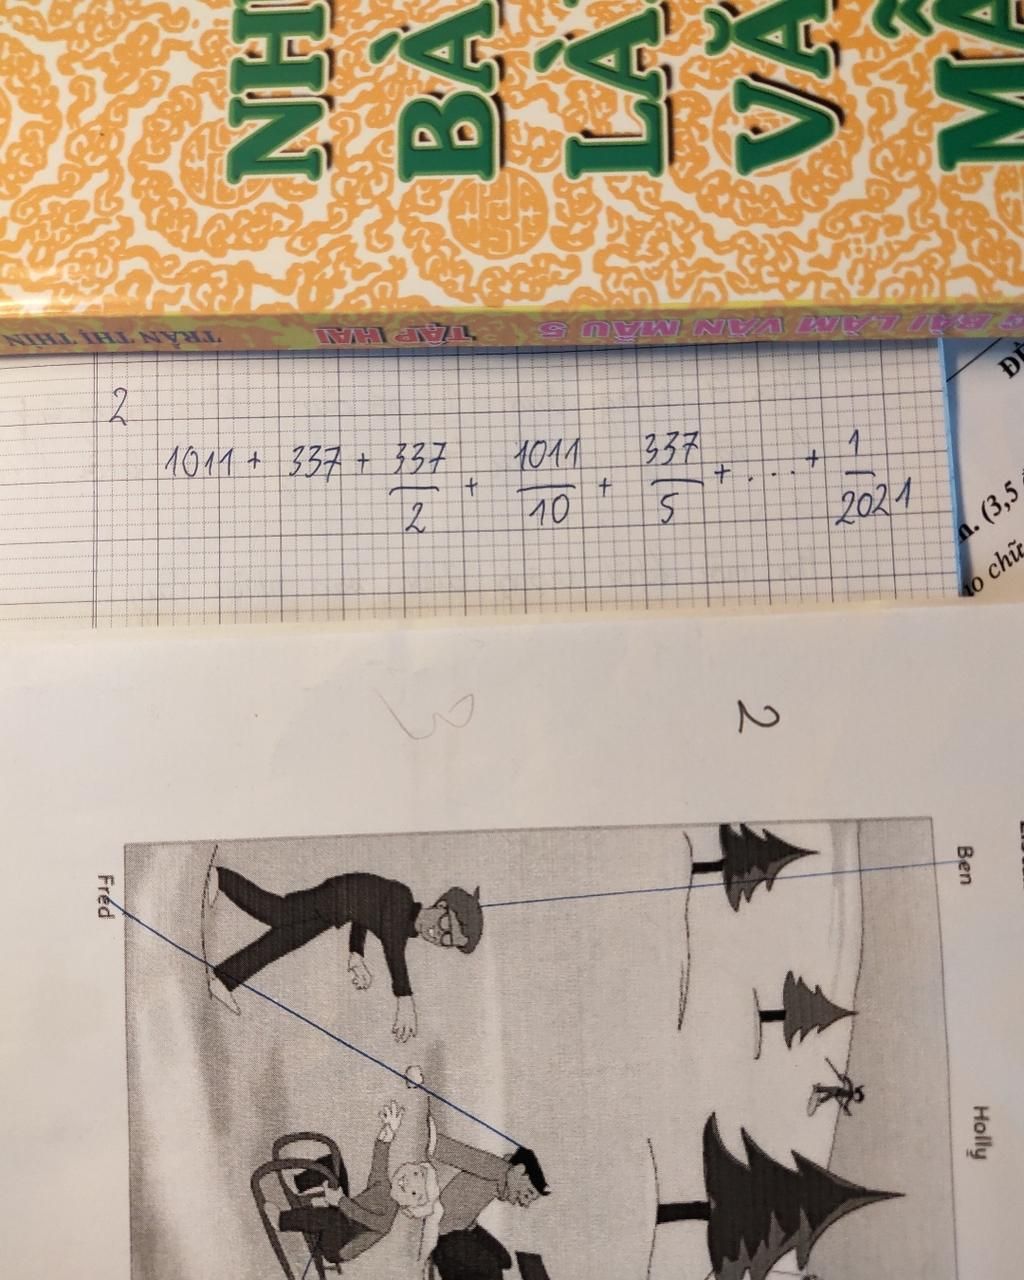 NH
BÀ
LÀ
VĂ
MẪ
BÀI LÀM VĂN MẪU 5 TẬP HAI TRẦN THỊ THÌN
2
1011 + 337 + 337/2 + 1011/10 + 337/5 + ... + 1/2021
n. (3,5
o chữ
3
2
Ben
Fred
Holly